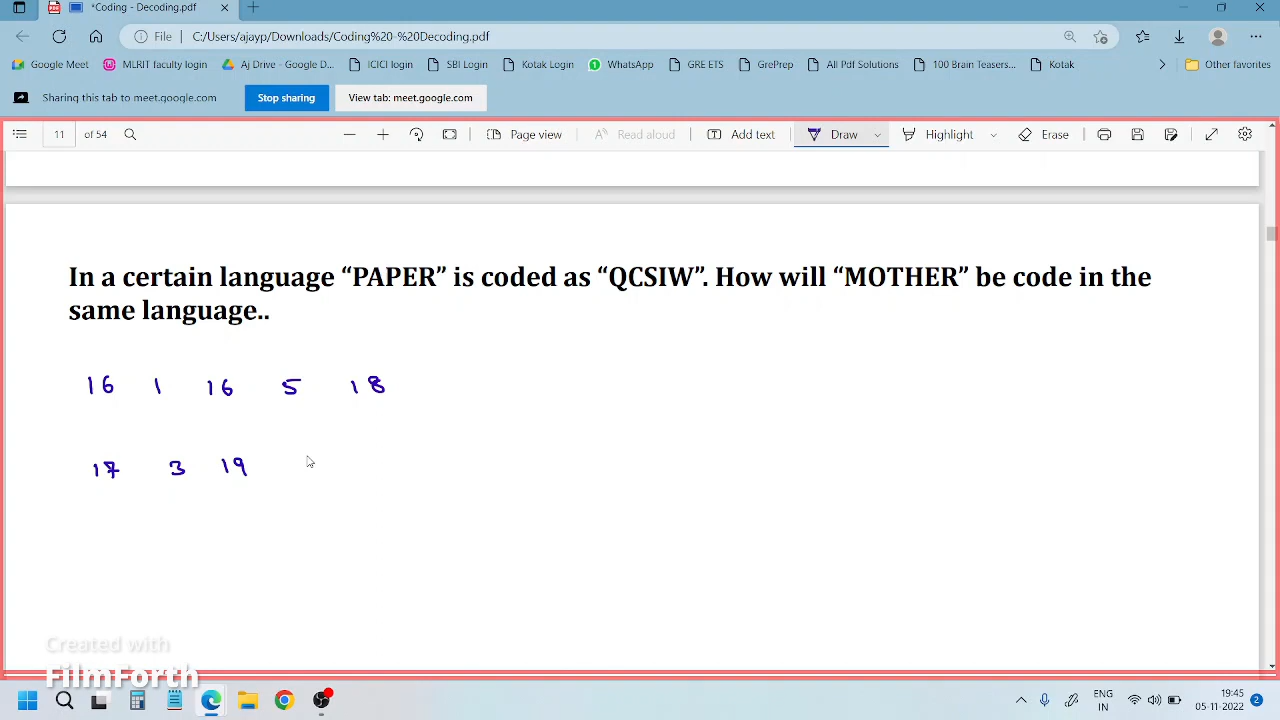 *Coding - Decoding.pdf
File | C:/Users/ajayp/Downloads/Coding%20-%20Decoding.pdf
Google Meet MLRIT faculty login Aj Drive - Google D... ICICI login SBI Login Kotak Login WhatsApp GRE ETS GrePrep All Pdf Solutions 100 Brain Teasers... Kotak Other favorites
Sharing this tab to meet.google.com Stop sharing View tab: meet.google.com
11 of 54 Page view Read aloud Add text Draw Highlight Erase
In a certain language “PAPER” is coded as “QCSIW”. How will “MOTHER” be code in the
same language..
16 1 16 5 18
17 3 19
Created with
FilmForth
ENG 19:45
IN 05-11-2022 2